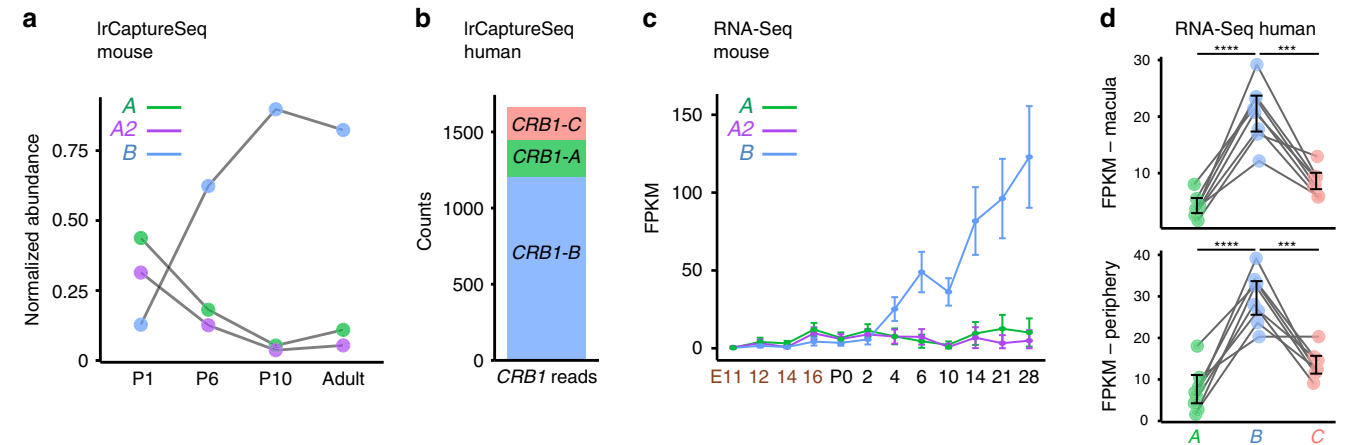 a
lrCaptureSeq
mouse
A
A2
B
Normalized abundance
0.75
0.50
0.25
0
P1 P6 P10 Adult
b
lrCaptureSeq
human
Counts
1500
1000
500
0
CRB1-C
CRB1-A
CRB1-B
CRB1 reads
c
RNA-Seq
mouse
A
A2
B
FPKM
150
100
50
0
E11 12 14 16 P0 2 4 6 10 14 21 28
d
RNA-Seq human
**** ***
FPKM – macula
30
20
10
**** ***
FPKM – periphery
40
30
20
10
0
A B C